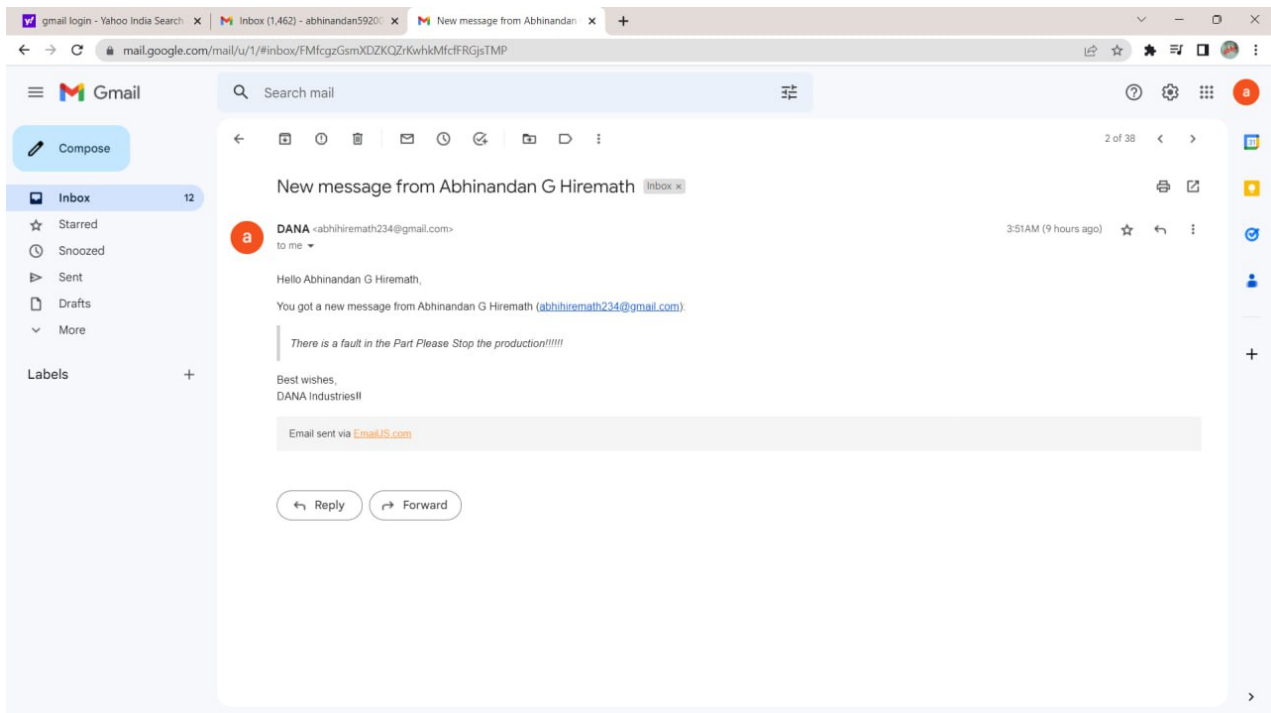 gmail login - Yahoo India Search
Inbox (1,462) - abhinandan59200
New message from Abhinandan
mail.google.com/mail/u/1/#inbox/FMfcgzGsmXDZKQZrKwhkMfcfFRGjsTMP
Gmail
Search mail
a
Compose
2 of 38
31
Inbox 12
Starred
Snoozed
Sent
Drafts
More
Labels
New message from Abhinandan G Hiremath Inbox x
a
DANA <abhihiremath234@gmail.com> 3:51AM (9 hours ago)
to me
Hello Abhinandan G Hiremath,
You got a new message from Abhinandan G Hiremath (abhihiremath234@gmail.com):
There is a fault in the Part Please Stop the production!!!!!!
Best wishes,
DANA Industries!!
Email sent via EmailJS.com
Reply
Forward